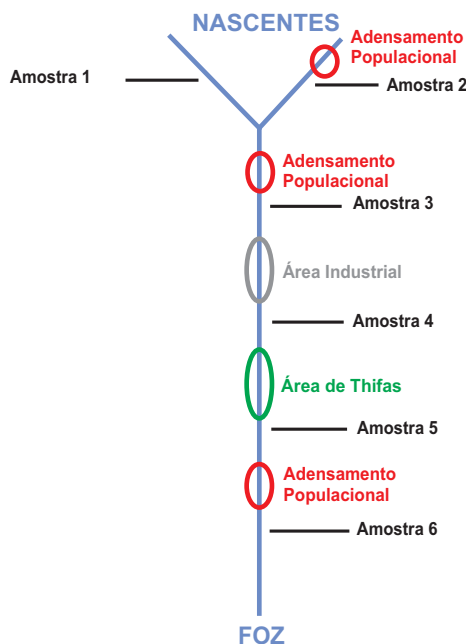 NASCENTES
Adensamento
Populacional
Amostra 1
Amostra 2
Adensamento
Populacional
Amostra 3
Área Industrial
Amostra 4
Área de Thifas
Amostra 5
Adensamento
Populacional
Amostra 6
FOZ